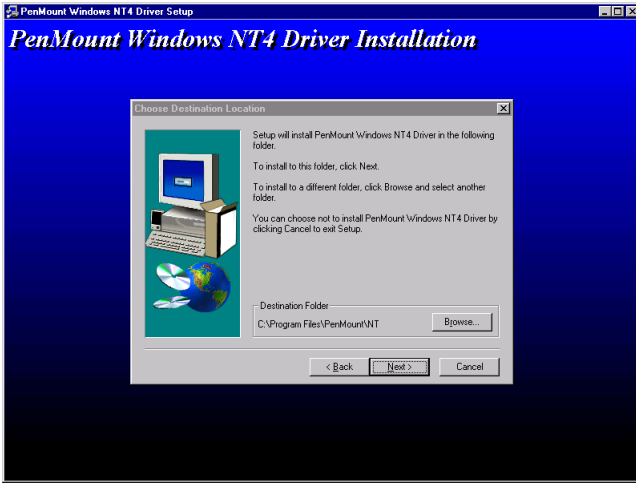 PenMount Windows NT4 Driver Setup
PenMount Windows NT4 Driver Installation
Choose Destination Location
Setup will install PenMount Windows NT4 Driver in the following
folder.
To install to this folder, click Next.
To install to a different folder, click Browse and select another
folder.
You can choose not to install PenMount Windows NT4 Driver by
clicking Cancel to exit Setup.
Destination Folder
C:\Program Files\PenMount\NT
Browse...
< Back
Next >
Cancel